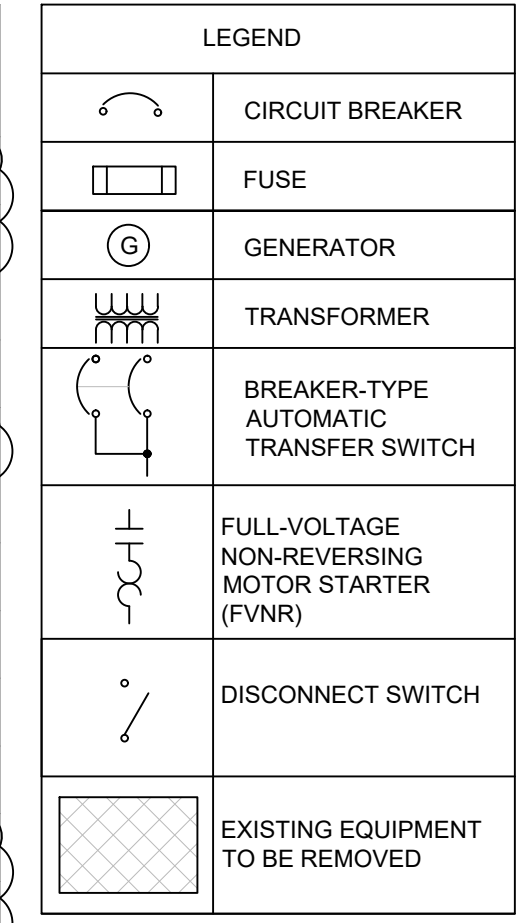 LEGEND
CIRCUIT BREAKER
FUSE
G
GENERATOR
TRANSFORMER
BREAKER-TYPE
AUTOMATIC
TRANSFER SWITCH
FULL-VOLTAGE
NON-REVERSING
MOTOR STARTER
(FVNR)
DISCONNECT SWITCH
EXISTING EQUIPMENT
TO BE REMOVED